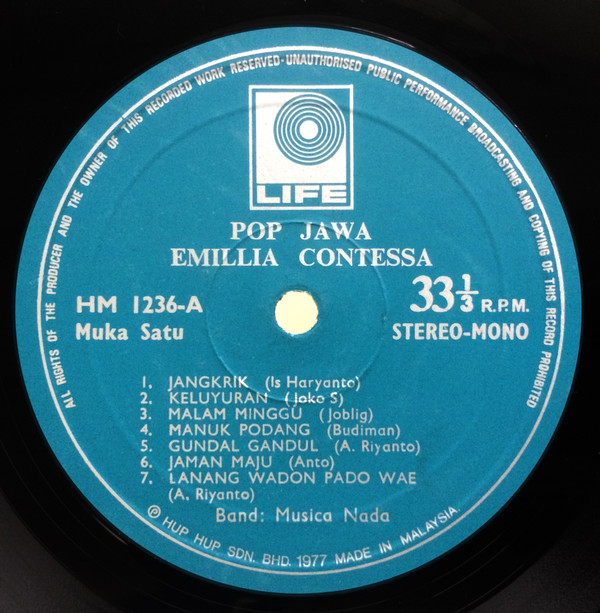 ALL RIGHTS OF THE PRODUCER AND THE OWNER OF THIS RECORDED WORK RESERVED-UNAUTHORISED PUBLIC PERFORMANCE BROADCASTING AND COPYING OF THIS RECORD PROHIBITED
LIFE
POP JAWA
EMILLIA CONTESSA
HM 1236-A
Muka Satu
33 1/3 R.P.M.
STEREO-MONO
1. JANGKRIK (Is Haryanto)
2. KELUYURAN (Joko S)
3. MALAM MINGGU (Joblig)
4. MANUK PODANG (Budiman)
5. GUNDAL GANDUL (A. Riyanto)
6. JAMAN MAJU (Anto)
7. LANANG WADON PADO WAE
(A, Riyanto)
Band: Musica Nada
Ⓟ HUP HUP SDN. BHD. 1977 MADE IN MALAYSIA.